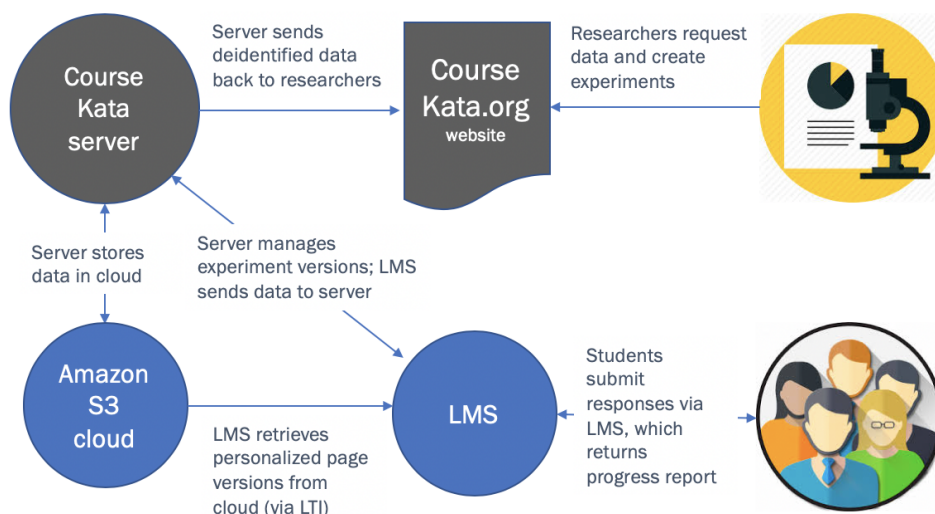 Course
Kata
server
Server sends
deidentified data
back to researchers
Course
Kata.org
website
Researchers request
data and create
experiments
Server stores
data in cloud
Server manages
experiment versions; LMS
sends data to server
Amazon
S3
cloud
LMS retrieves
personalized page
versions from
cloud (via LTI)
LMS
Students
submit
responses via
LMS, which
returns
progress report